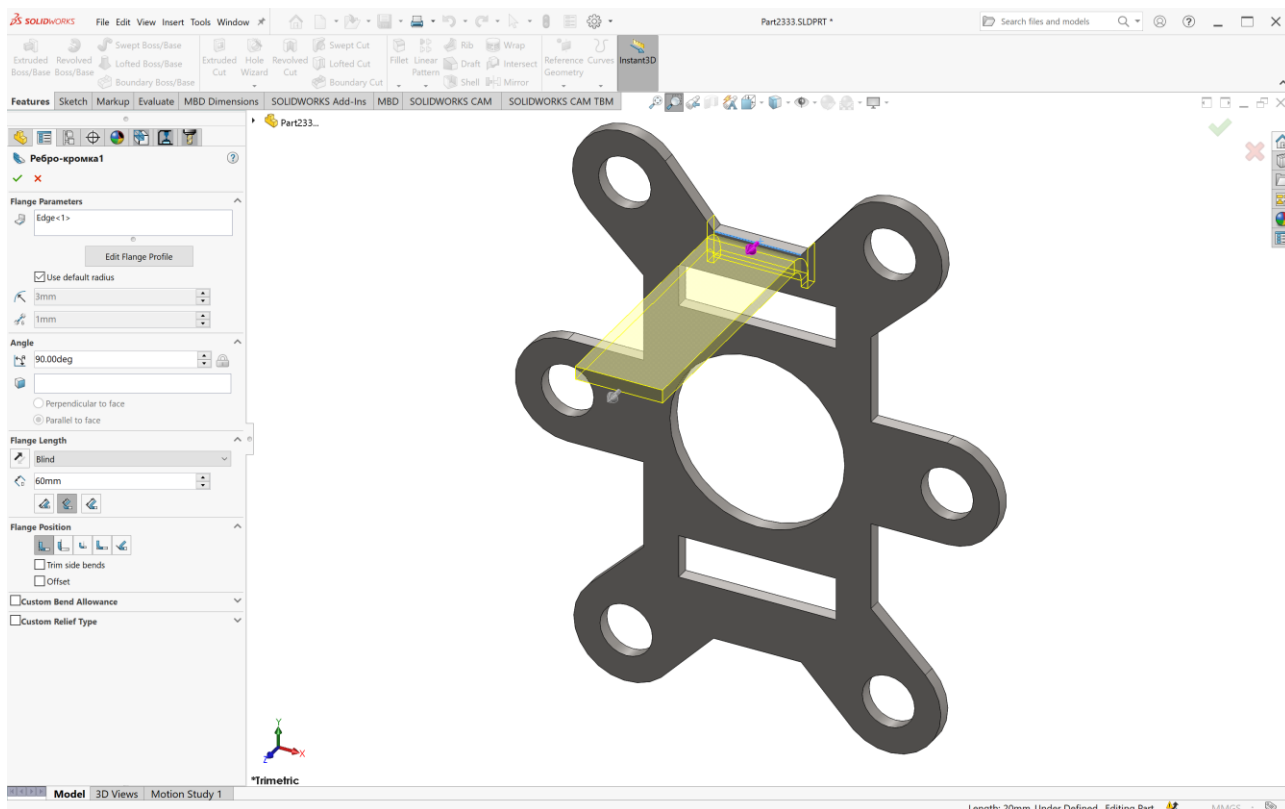 SOLIDWORKS File Edit View Insert Tools Window Part2333.SLDPRT * Search files and models
Extruded Boss/Base Revolved Boss/Base Swept Boss/Base Lofted Boss/Base Boundary Boss/Base Extruded Cut Hole Wizard Revolved Cut Swept Cut Lofted Cut Boundary Cut Fillet Linear Pattern Rib Draft Shell Wrap Intersect Mirror Reference Geometry Curves Instant3D
Features Sketch Markup Evaluate MBD Dimensions SOLIDWORKS Add-Ins MBD SOLIDWORKS CAM SOLIDWORKS CAM TBM
Part233...
Ребро-кромка1
Flange Parameters
Edge<1>
Edit Flange Profile
Use default radius
3mm
1mm
Angle
90.00deg
Perpendicular to face
Parallel to face
Flange Length
Blind
60mm
Flange Position
Trim side bends
Offset
Custom Bend Allowance
Custom Relief Type
Y
X
Z
*Trimetric
Model 3D Views Motion Study 1
Length: 20mm Under Defined Editing Part MMGS